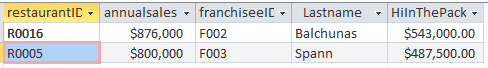 restaurantID annualsales franchiseeID Lastname HiInThePack
R0016 $876,000 F002 Balchunas $543,000.00
R0005 $800,000 F003 Spann $487,500.00